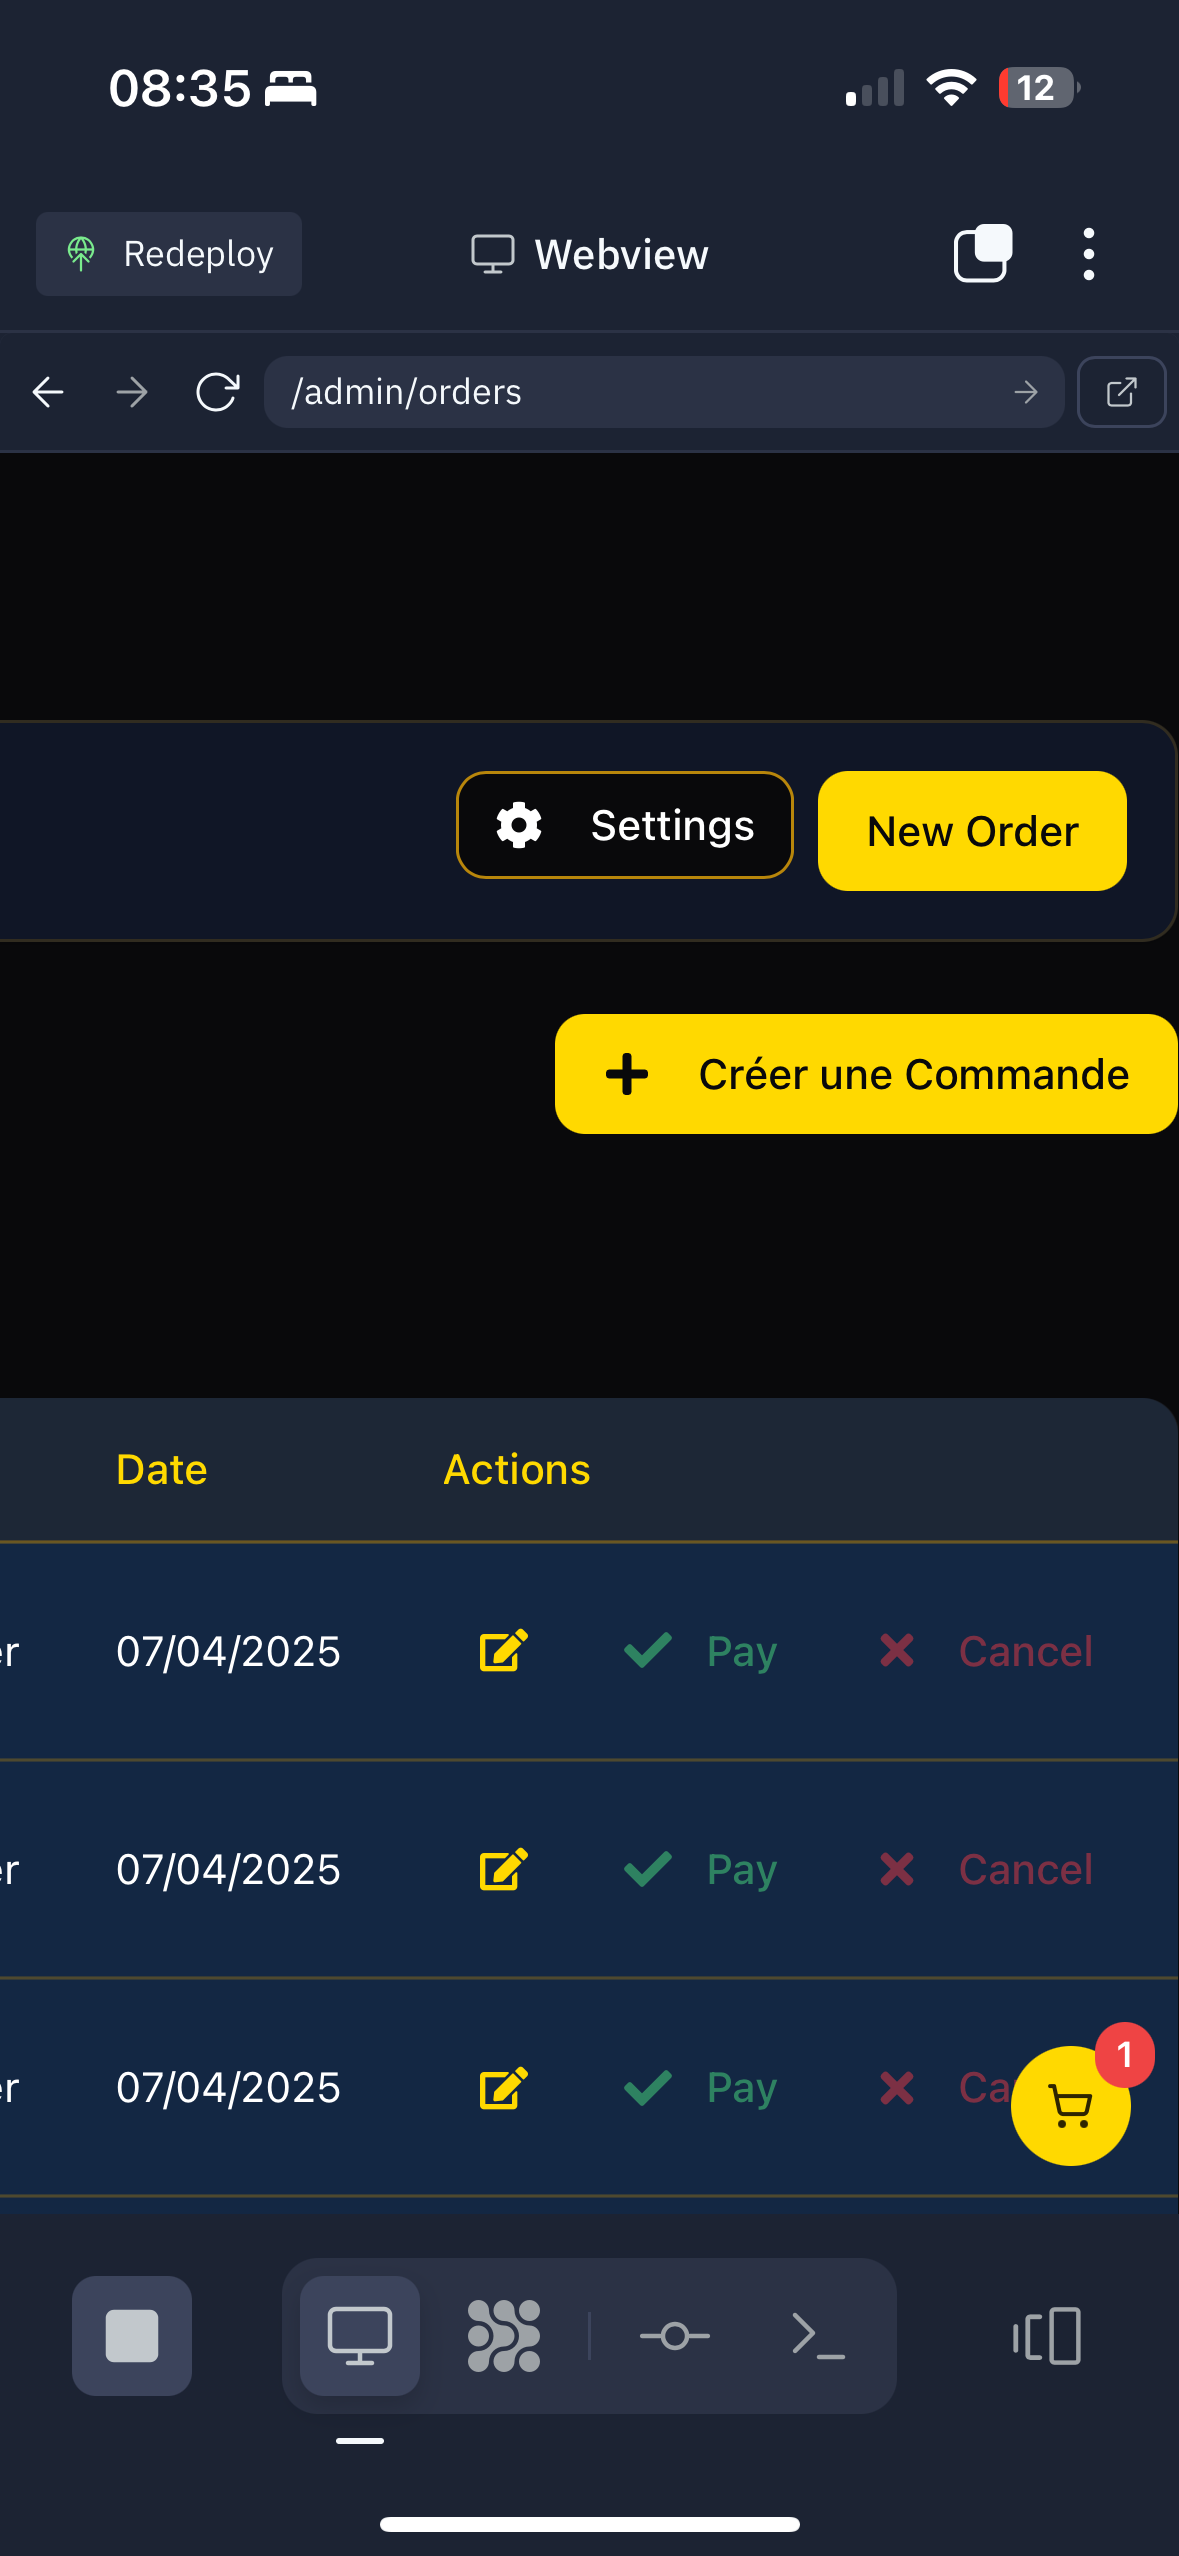 08:35
12
Redeploy
Webview
/admin/orders
Settings
New Order
Créer une Commande
Date Actions
er 07/04/2025 Pay Cancel
er 07/04/2025 Pay Cancel
er 07/04/2025 Pay Ca
1